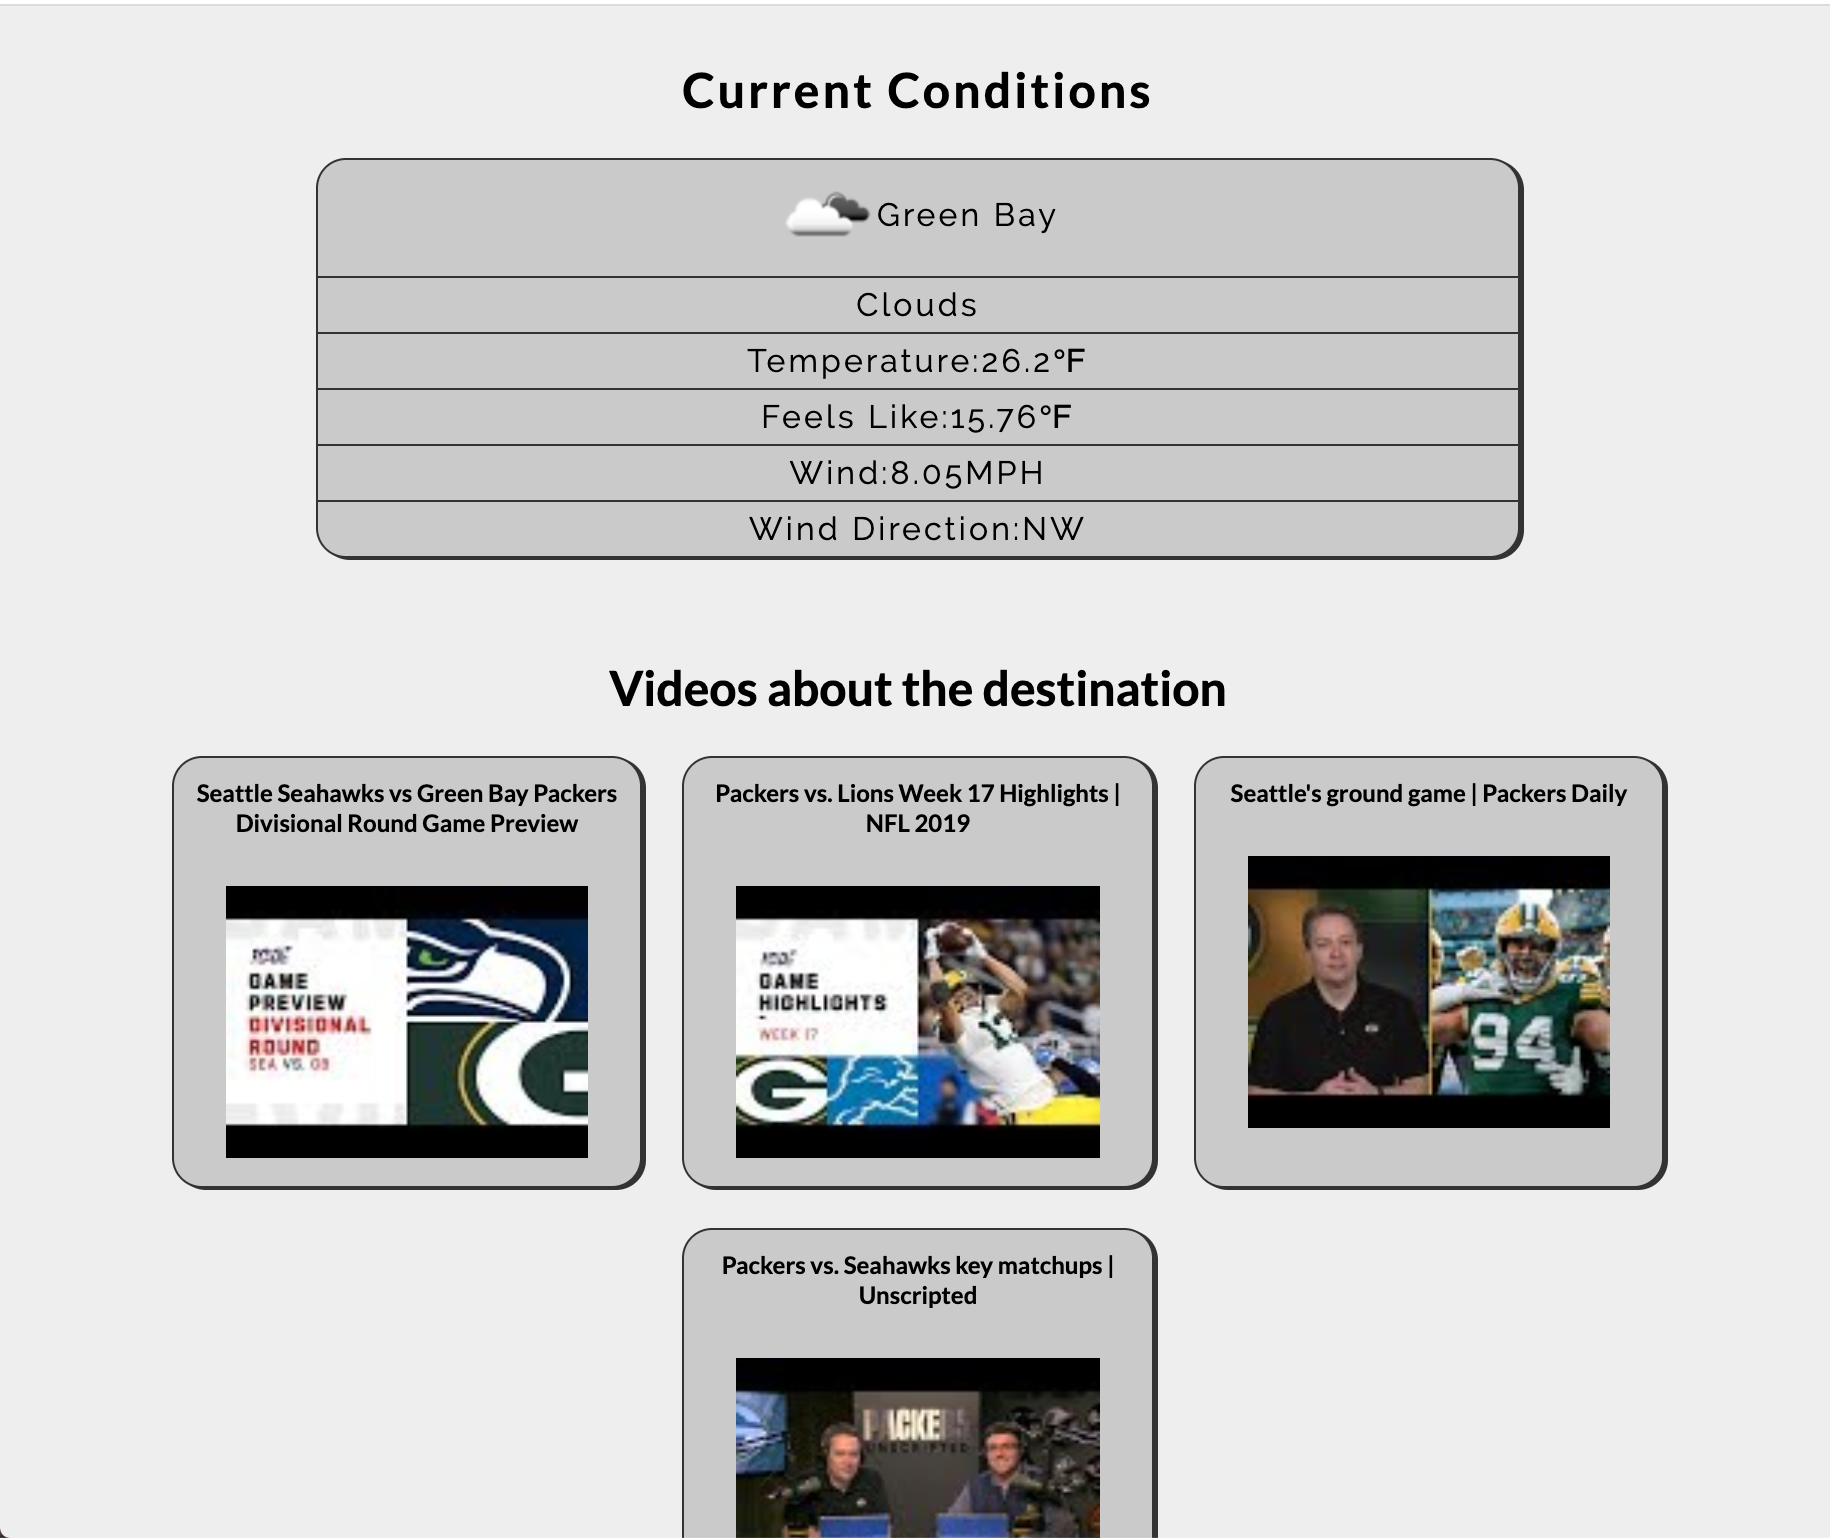 Current Conditions
Green Bay
Clouds
Temperature:26.2°F
Feels Like:15.76°F
Wind:8.05MPH
Wind Direction:NW
Videos about the destination
Seattle Seahawks vs Green Bay Packers
Divisional Round Game Preview
GAME
PREVIEW
DIVISIONAL
ROUND
SEA VS. GB
Packers vs. Lions Week 17 Highlights |
NFL 2019
GAME
HIGHLIGHTS
WEEK 17
G
13
Seattle's ground game | Packers Daily
94
Packers vs. Seahawks key matchups |
Unscripted
PACKERS
UNSCRIPTED